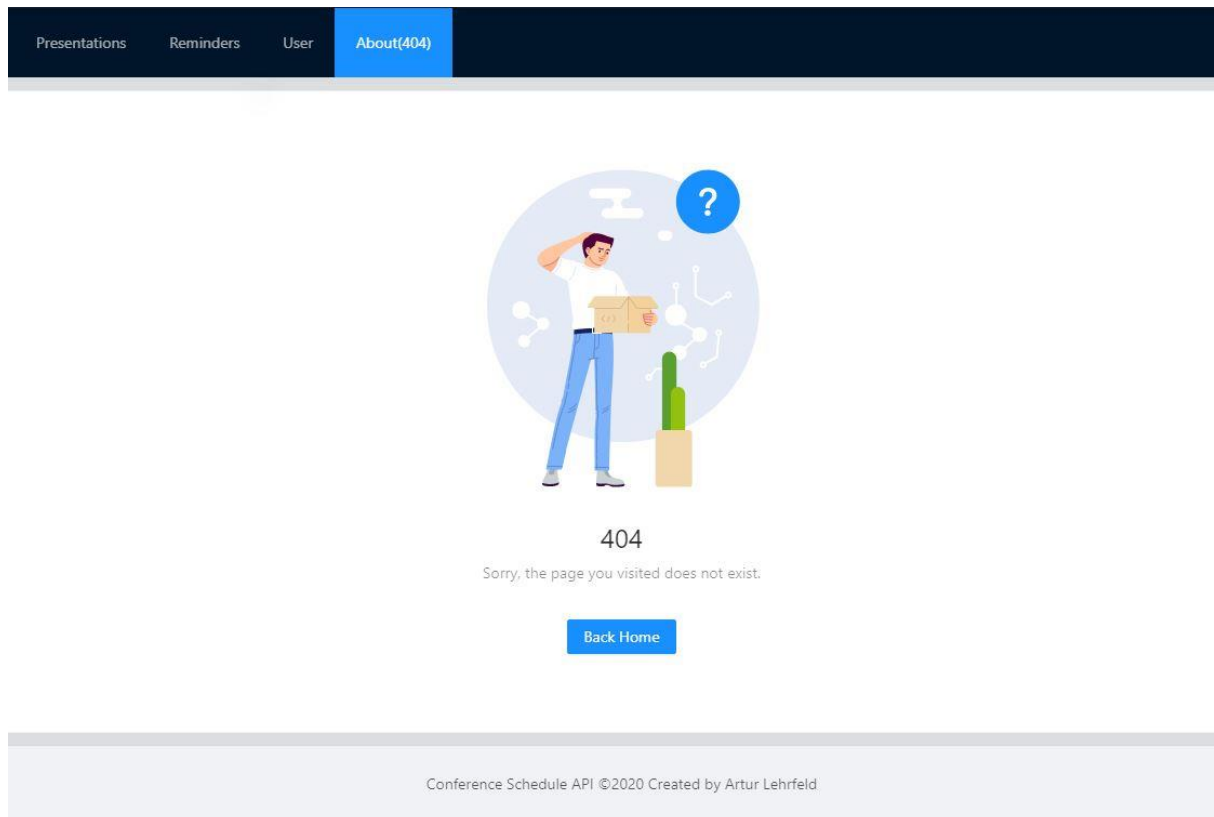 Presentations Reminders User About(404)
?
</>
404
Sorry, the page you visited does not exist.
Back Home
Conference Schedule API ©2020 Created by Artur Lehrfeld